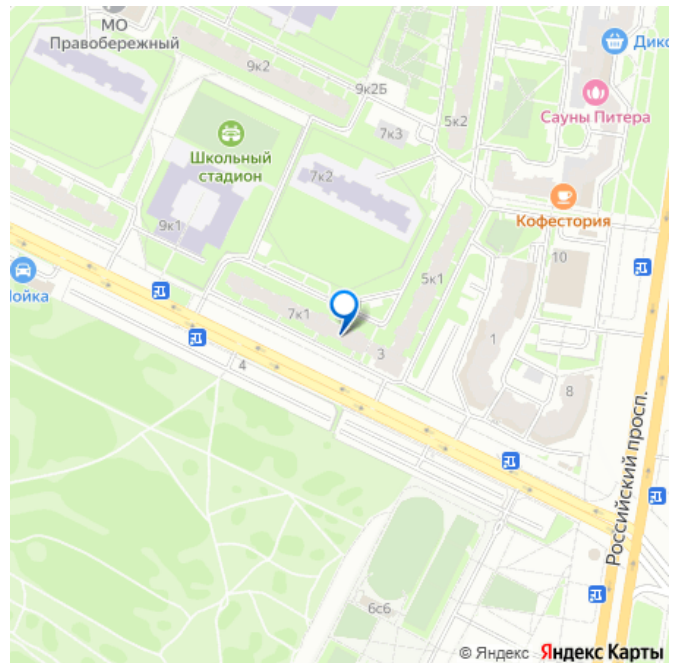 МО
Правобережный
9к2
9к2Б
Дикс
Сауны Питера
5к2
7к3
Школьный
стадион
7к2
Кофестория
9к1
10
5к1
Мойка
7к1
1
3
4
8
Российский просп.
6с6
© Яндекс Яндекс Карты